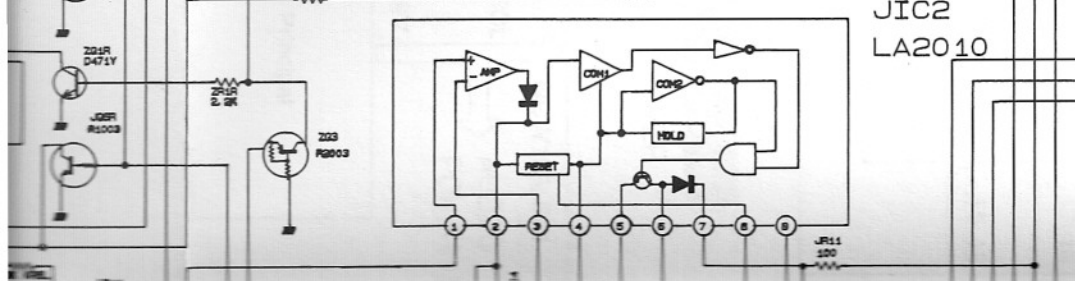 JIC2
LA2010
ZQ1R
D471Y
ZR1R
2.2K
JQ5R
R1003
ZQ3
R2003
+
-
AMP
COM1
COM2
HOLD
RESET
1 2 3 4 5 6 7 8 9
JR11
100